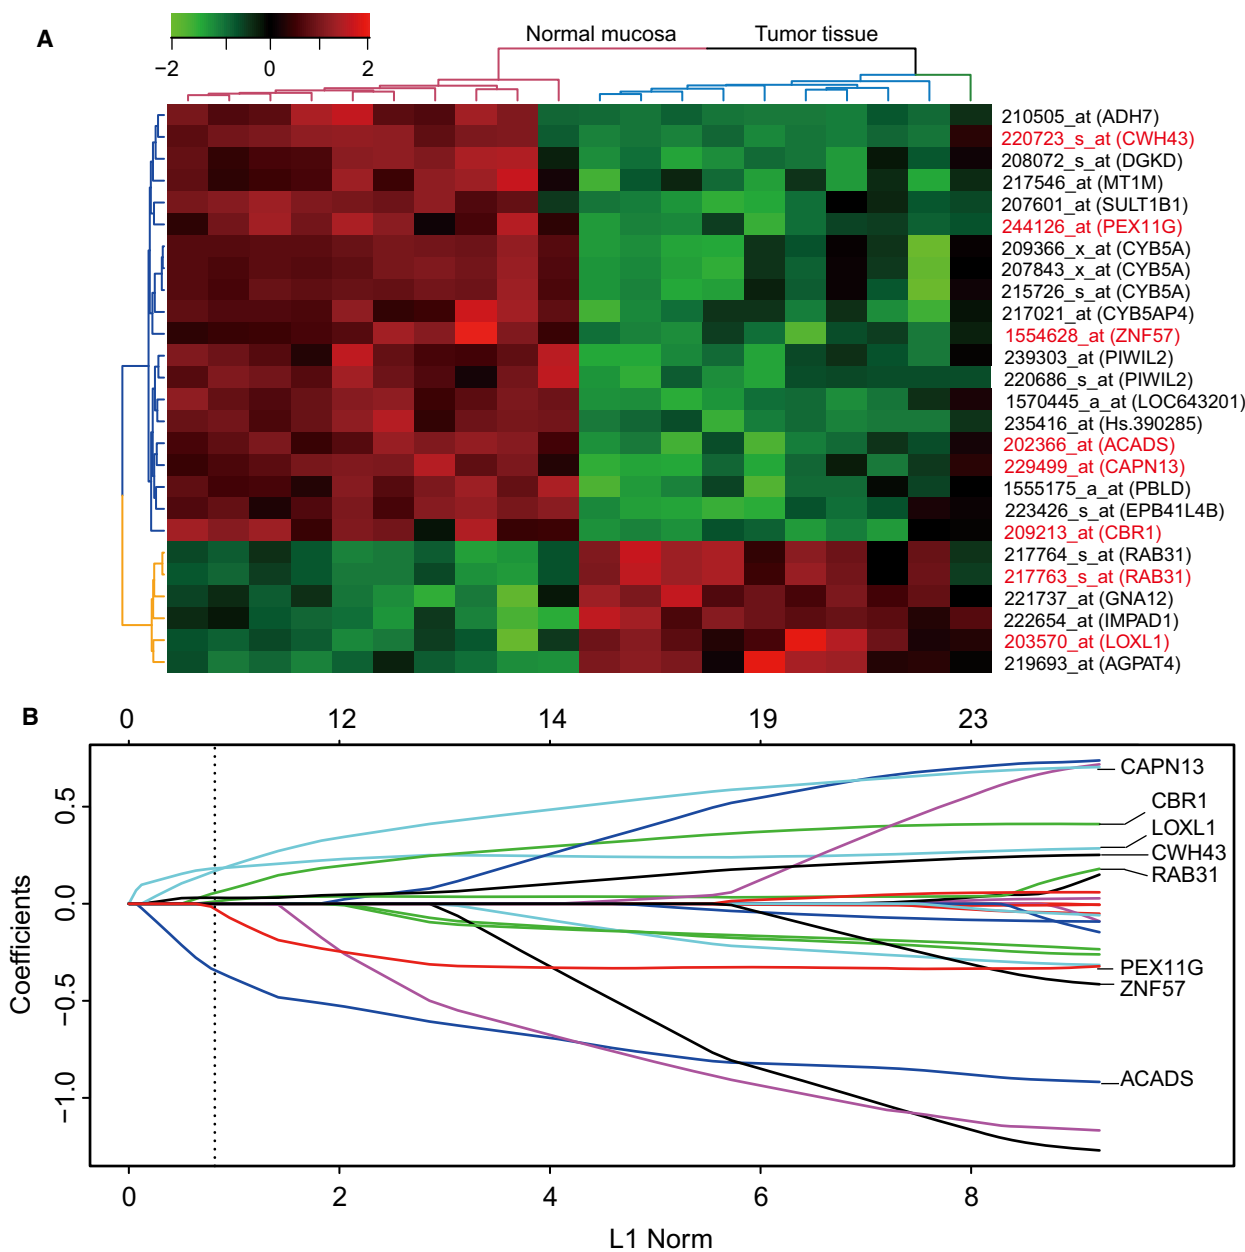 A
Normal mucosa
Tumor tissue
−2
0
2
210505_at (ADH7)
220723_s_at (CWH43)
208072_s_at (DGKD)
217546_at (MT1M)
207601_at (SULT1B1)
244126_at (PEX11G)
209366_x_at (CYB5A)
207843_x_at (CYB5A)
215726_s_at (CYB5A)
217021_at (CYB5AP4)
1554628_at (ZNF57)
239303_at (PIWIL2)
220686_s_at (PIWIL2)
1570445_a_at (LOC643201)
235416_at (Hs.390285)
202366_at (ACADS)
229499_at (CAPN13)
1555175_a_at (PBLD)
223426_s_at (EPB41L4B)
209213_at (CBR1)
217764_s_at (RAB31)
217763_s_at (RAB31)
221737_at (GNA12)
222654_at (IMPAD1)
203570_at (LOXL1)
219693_at (AGPAT4)
B
0 12 14 19 23
0.5
0.0
−0.5
−1.0
Coefficients
CAPN13
CBR1
LOXL1
CWH43
RAB31
PEX11G
ZNF57
ACADS
0 2 4 6 8
L1 Norm